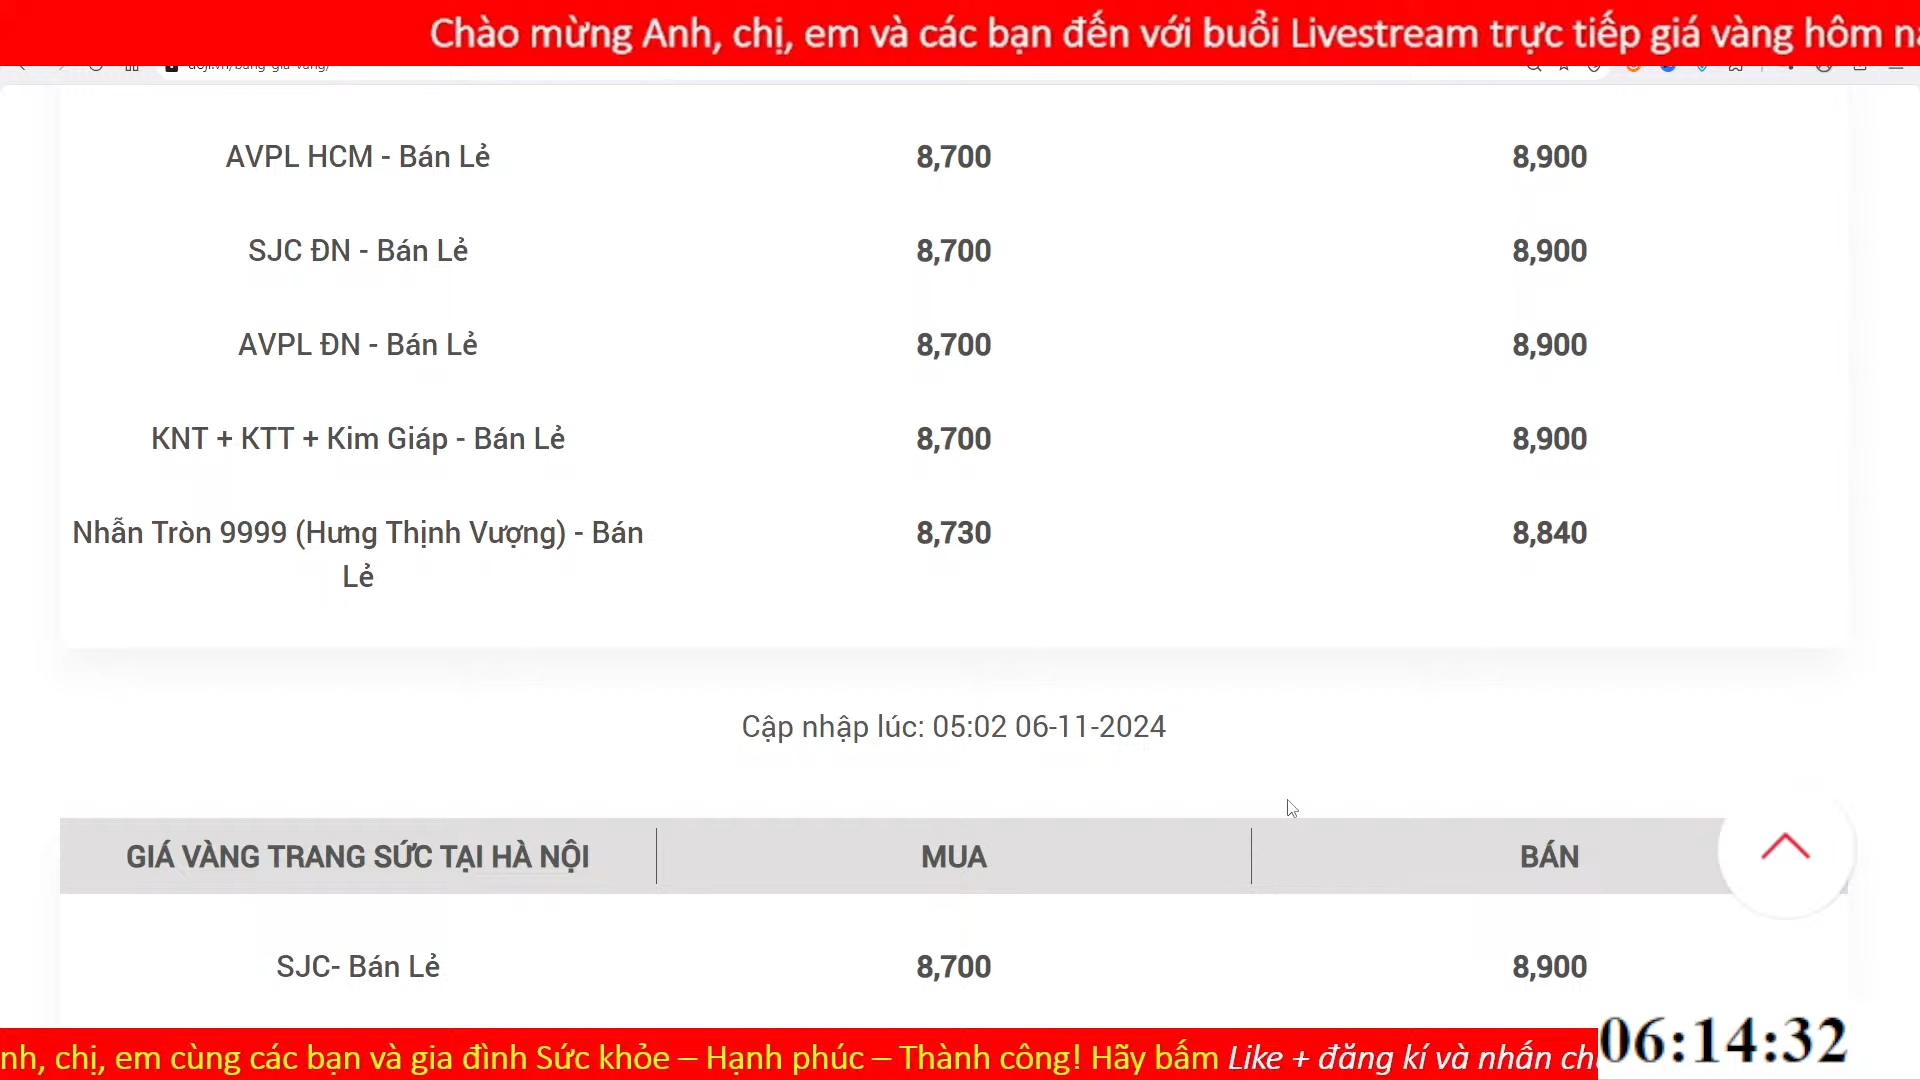 Chào mừng Anh, chị, em và các bạn đến với buổi Livestream trực tiếp giá vàng hôm
AVPL HCM - Bán Lẻ 8,700 8,900
SJC ĐN - Bán Lẻ 8,700 8,900
AVPL ĐN - Bán Lẻ 8,700 8,900
KNT + KTT + Kim Giáp - Bán Lẻ 8,700 8,900
Nhẫn Tròn 9999 (Hưng Thịnh Vượng) - Bán 8,730 8,840
Lẻ
Cập nhập lúc: 05:02 06-11-2024
GIÁ VÀNG TRANG SỨC TẠI HÀ NỘI MUA BÁN
SJC- Bán Lẻ 8,700 8,900
nh, chị, em cùng các bạn và gia đình Sức khỏe – Hạnh phúc – Thành công! Hãy bấm Like + đăng kí và nhấn
06:14:32